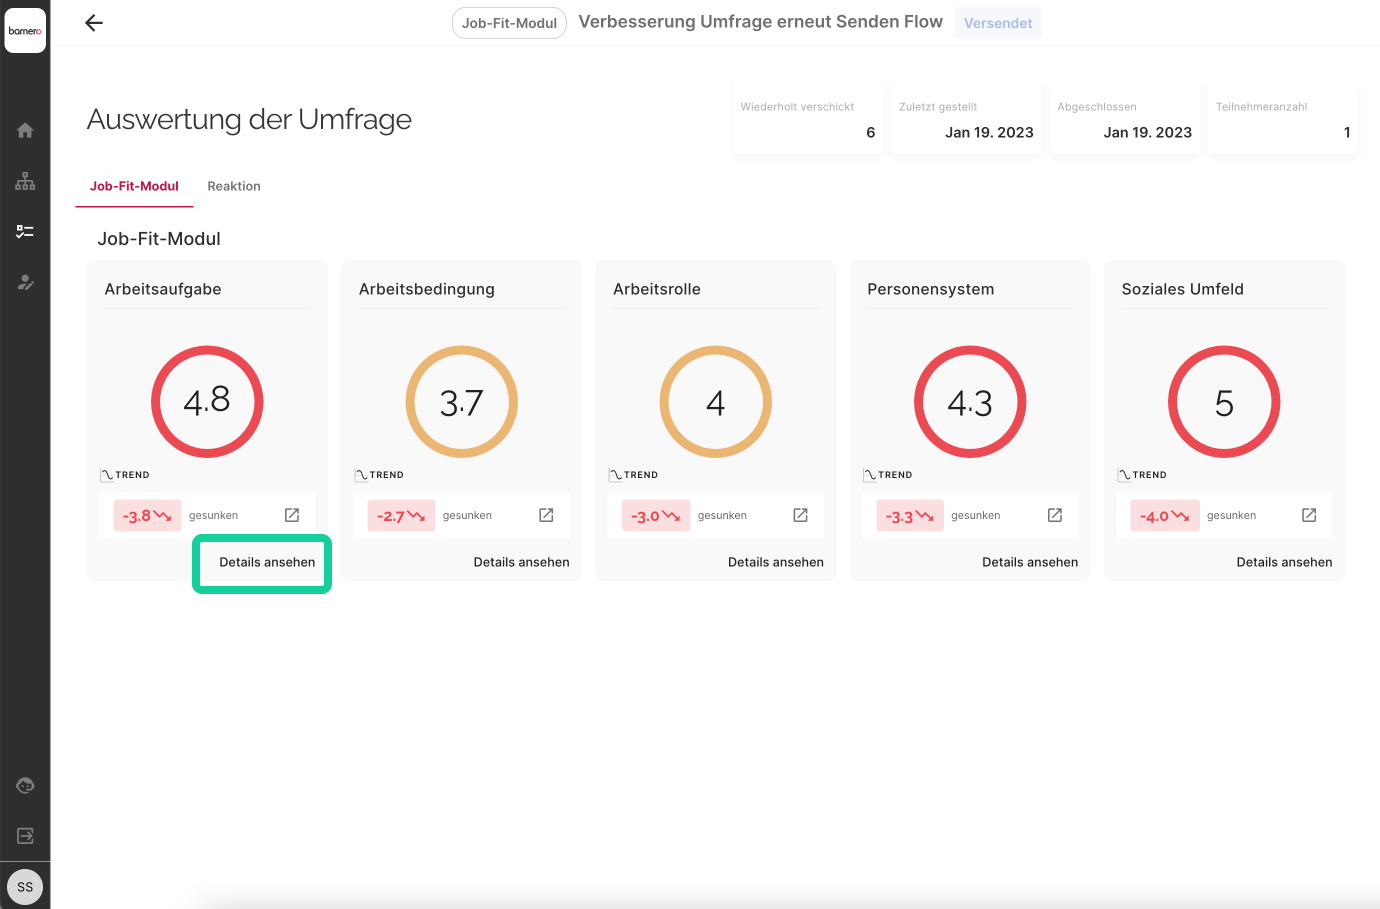 bamero
Job-Fit-Modul
Verbesserung Umfrage erneut Senden Flow
Versendet
Auswertung der Umfrage
Wiederholt verschickt
6
Zuletzt gestellt
Jan 19. 2023
Abgeschlossen
Jan 19. 2023
Teilnehmeranzahl
1
Job-Fit-Modul
Reaktion
Job-Fit-Modul
Arbeitsaufgabe
4.8
TREND
-3.8
gesunken
Details ansehen
Arbeitsbedingung
3.7
TREND
-2.7
gesunken
Details ansehen
Arbeitsrolle
4
TREND
-3.0
gesunken
Details ansehen
Personensystem
4.3
TREND
-3.3
gesunken
Details ansehen
Soziales Umfeld
5
TREND
-4.0
gesunken
Details ansehen
SS